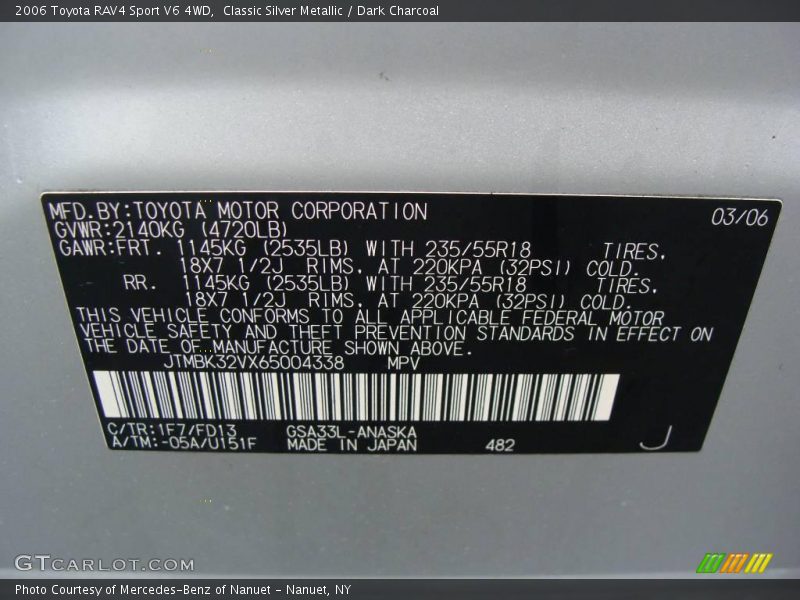 2006 Toyota RAV4 Sport V6 4WD,  Classic Silver Metallic / Dark Charcoal
MFD.BY:TOYOTA MOTOR CORPORATION 03/06
GVWR:2140KG (4720LB)
GAWR:FRT. 1145KG (2535LB) WITH 235/55R18 TIRES,
18X7 1/2J RIMS, AT 220KPA (32PSI) COLD.
RR. 1145KG (2535LB) WITH 235/55R18 TIRES,
18X7 1/2J RIMS, AT 220KPA (32PSI) COLD.
THIS VEHICLE CONFORMS TO ALL APPLICABLE FEDERAL MOTOR
VEHICLE SAFETY AND THEFT PREVENTION STANDARDS IN EFFECT ON
THE DATE OF MANUFACTURE SHOWN ABOVE.
JTMBK32VX65004338 MPV
C/TR:1F7/FD13 GSA33L-ANASKA
A/TM:-05A/U151F MADE IN JAPAN 482 J
GTCARLOT.COM
Photo Courtesy of Mercedes-Benz of Nanuet - Nanuet, NY